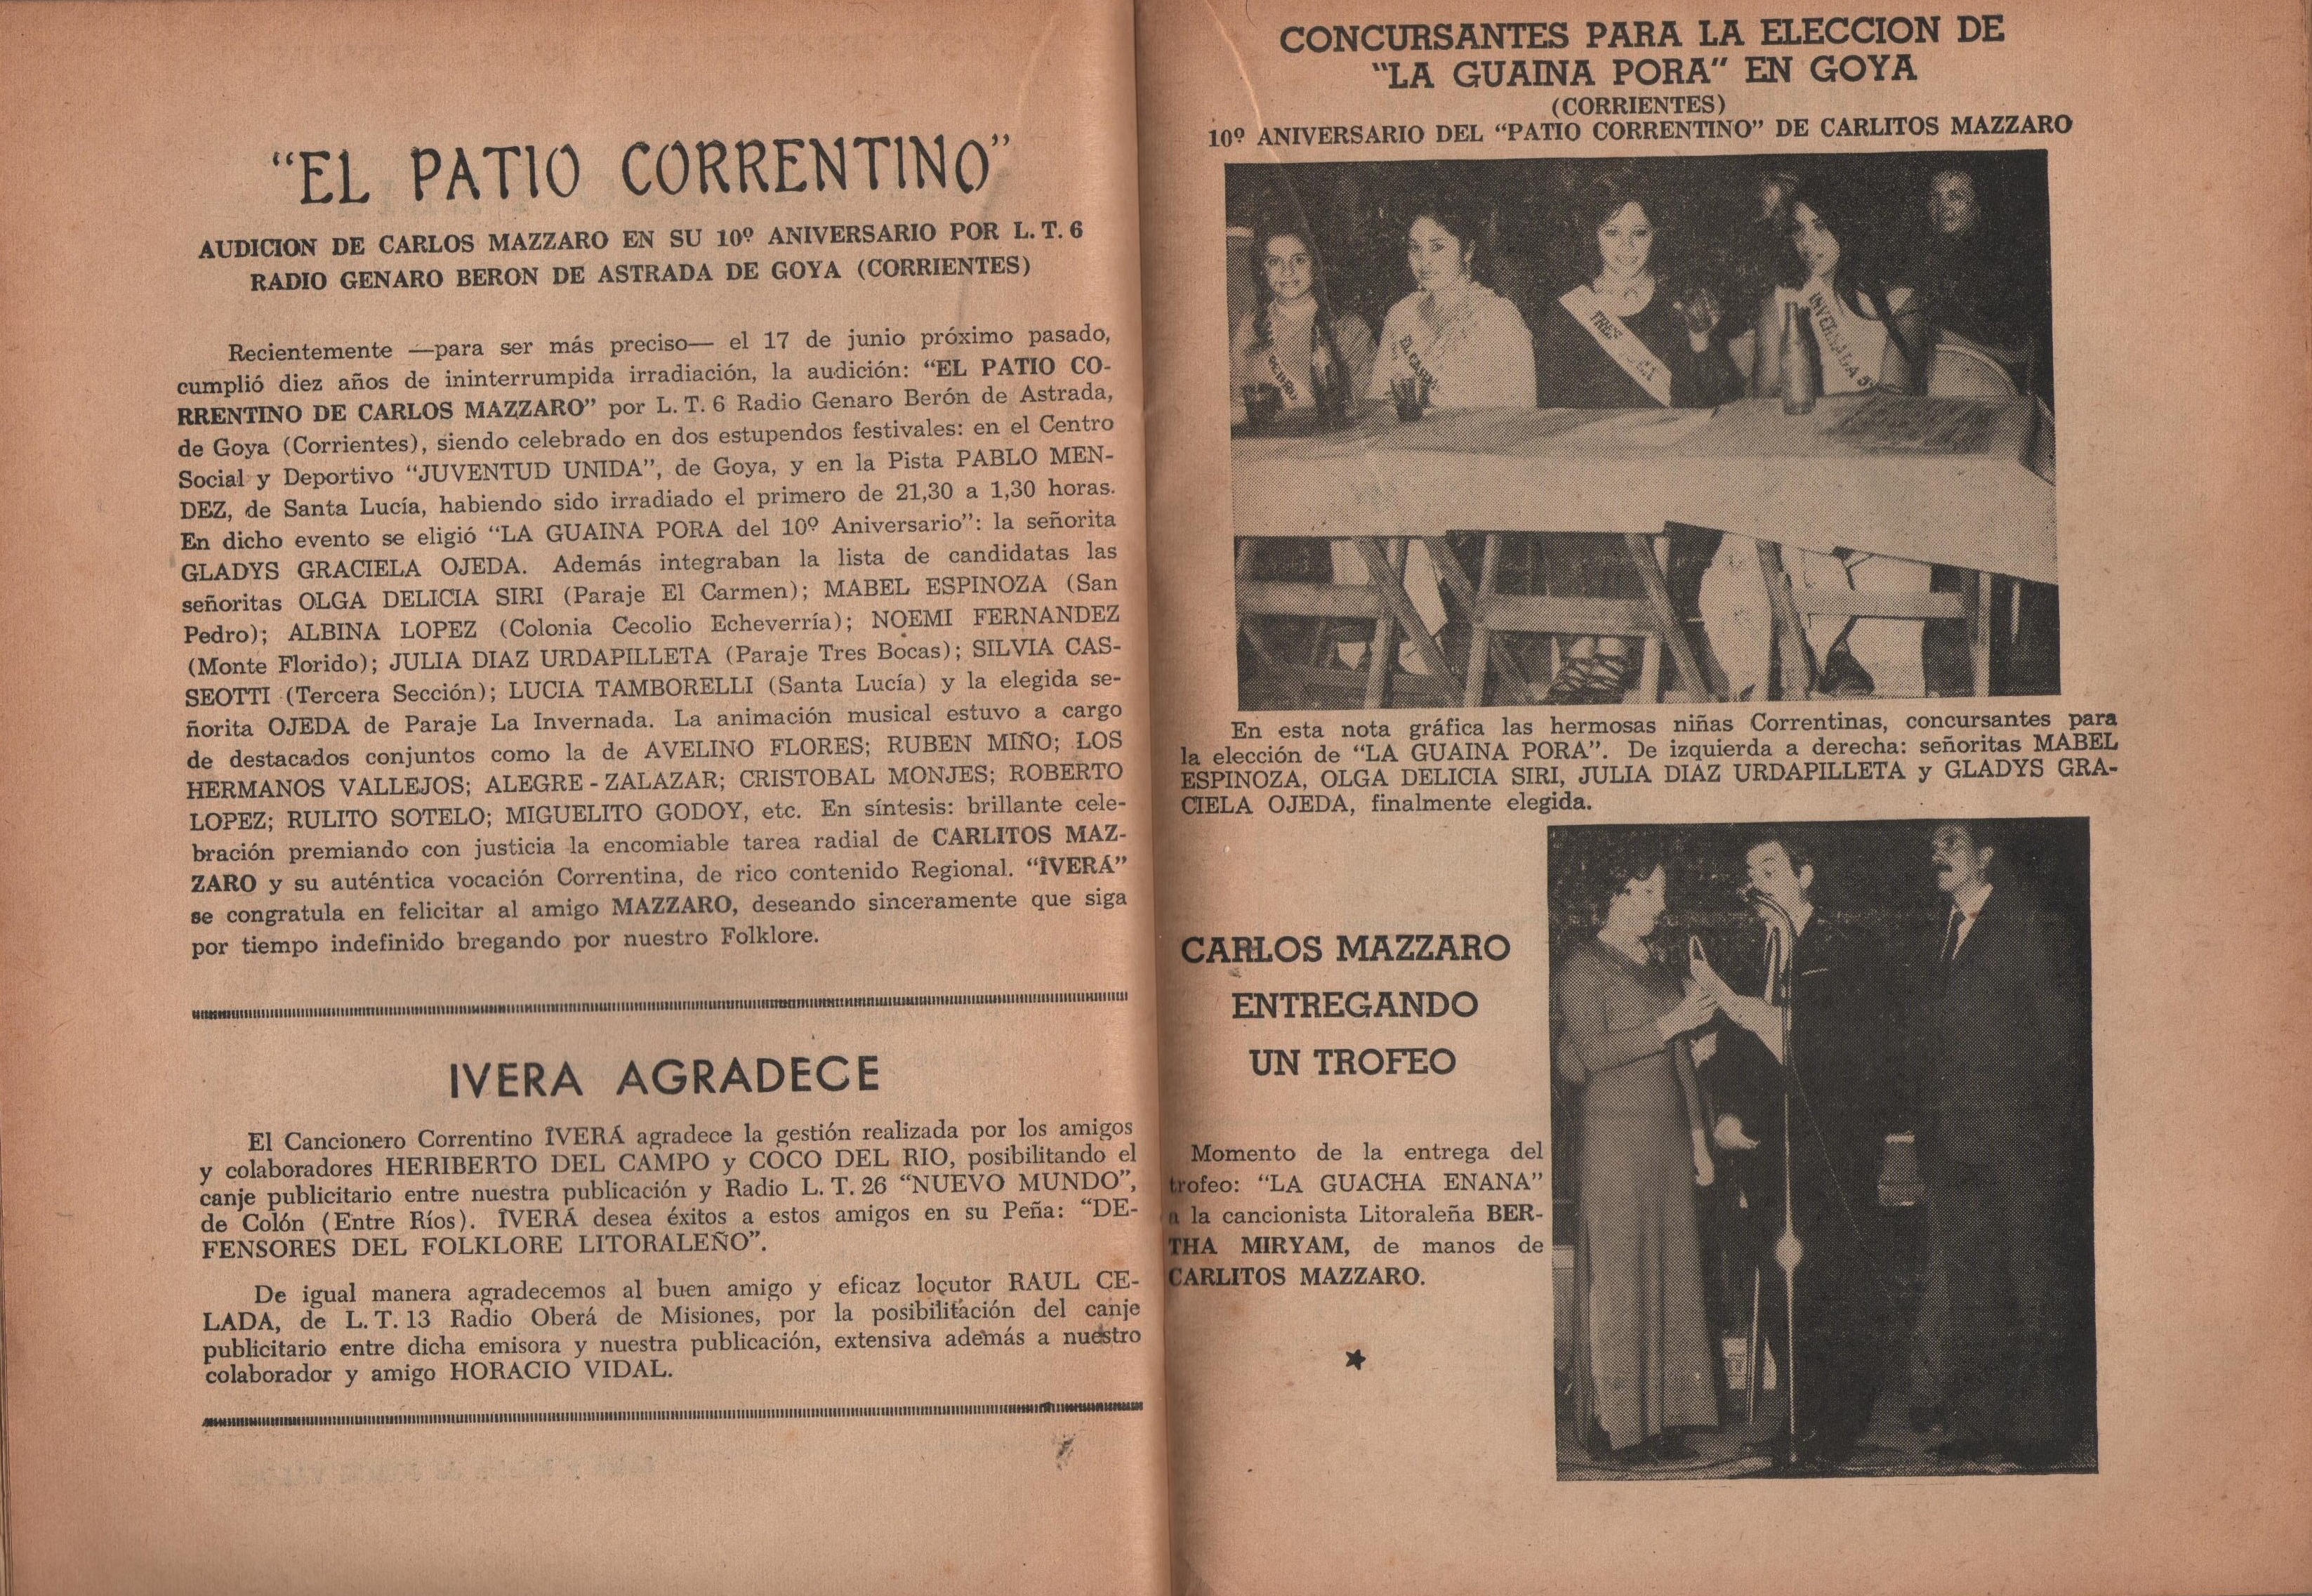 "EL PATIO CORRENTINO"
AUDICION DE CARLOS MAZZARO EN SU 10º ANIVERSARIO POR L. T. 6
RADIO GENARO BERON DE ASTRADA DE GOYA (CORRIENTES)
Recientemente —para ser más preciso— el 17 de junio próximo pasado,
cumplió diez años de ininterrumpida irradiación, la audición: "EL PATIO CO-
RRENTINO DE CARLOS MAZZARO" por L. T. 6 Radio Genaro Berón de Astrada,
de Goya (Corrientes), siendo celebrado en dos estupendos festivales: en el Centro
Social y Deportivo "JUVENTUD UNIDA", de Goya, y en la Pista PABLO MEN-
DEZ, de Santa Lucía, habiendo sido irradiado el primero de 21,30 a 1,30 horas.
En dicho evento se eligió "LA GUAINA PORA del 10º Aniversario": la señorita
GLADYS GRACIELA OJEDA. Además integraban la lista de candidatas las
señoritas OLGA DELICIA SIRI (Paraje El Carmen); MABEL ESPINOZA (San
Pedro); ALBINA LOPEZ (Colonia Cecolio Echeverría); NOEMI FERNANDEZ
(Monte Florido); JULIA DIAZ URDAPILLETA (Paraje Tres Bocas); SILVIA CAS-
SEOTTI (Tercera Sección); LUCIA TAMBORELLI (Santa Lucía) y la elegida se-
ñorita OJEDA de Paraje La Invernada. La animación musical estuvo a cargo
de destacados conjuntos como la de AVELINO FLORES; RUBEN MIÑO; LOS
HERMANOS VALLEJOS; ALEGRE - ZALAZAR; CRISTOBAL MONJES; ROBERTO
LOPEZ; RULITO SOTELO; MIGUELITO GODOY, etc. En síntesis: brillante cele-
bración premiando con justicia la encomiable tarea radial de CARLITOS MAZ-
ZARO y su auténtica vocación Correntina, de rico contenido Regional. "ÎVERÁ"
se congratula en felicitar al amigo MAZZARO, deseando sinceramente que siga
por tiempo indefinido bregando por nuestro Folklore.
IVERA AGRADECE
El Cancionero Correntino ÎVERÁ agradece la gestión realizada por los amigos
y colaboradores HERIBERTO DEL CAMPO y COCO DEL RIO, posibilitando el
canje publicitario entre nuestra publicación y Radio L. T. 26 "NUEVO MUNDO",
de Colón (Entre Ríos). ÎVERÁ desea éxitos a estos amigos en su Peña: "DE-
FENSORES DEL FOLKLORE LITORALEÑO".
De igual manera agradecemos al buen amigo y eficaz locutor RAUL CE-
LADA, de L. T. 13 Radio Oberá de Misiones, por la posibilitación del canje
publicitario entre dicha emisora y nuestra publicación, extensiva además a nuestro
colaborador y amigo HORACIO VIDAL.
CONCURSANTES PARA LA ELECCION DE
"LA GUAINA PORA" EN GOYA
(CORRIENTES)
10º ANIVERSARIO DEL "PATIO CORRENTINO" DE CARLITOS MAZZARO
EL
TRES
INVERNADA
En esta nota gráfica las hermosas niñas Correntinas, concursantes para
la elección de "LA GUAINA PORA". De izquierda a derecha: señoritas MABEL
ESPINOZA, OLGA DELICIA SIRI, JULIA DIAZ URDAPILLETA y GLADYS GRA-
CIELA OJEDA, finalmente elegida.
CARLOS MAZZARO
ENTREGANDO
UN TROFEO
Momento de la entrega del
trofeo: "LA GUACHA ENANA"
a la cancionista Litoraleña BER-
THA MIRYAM, de manos de
CARLITOS MAZZARO.